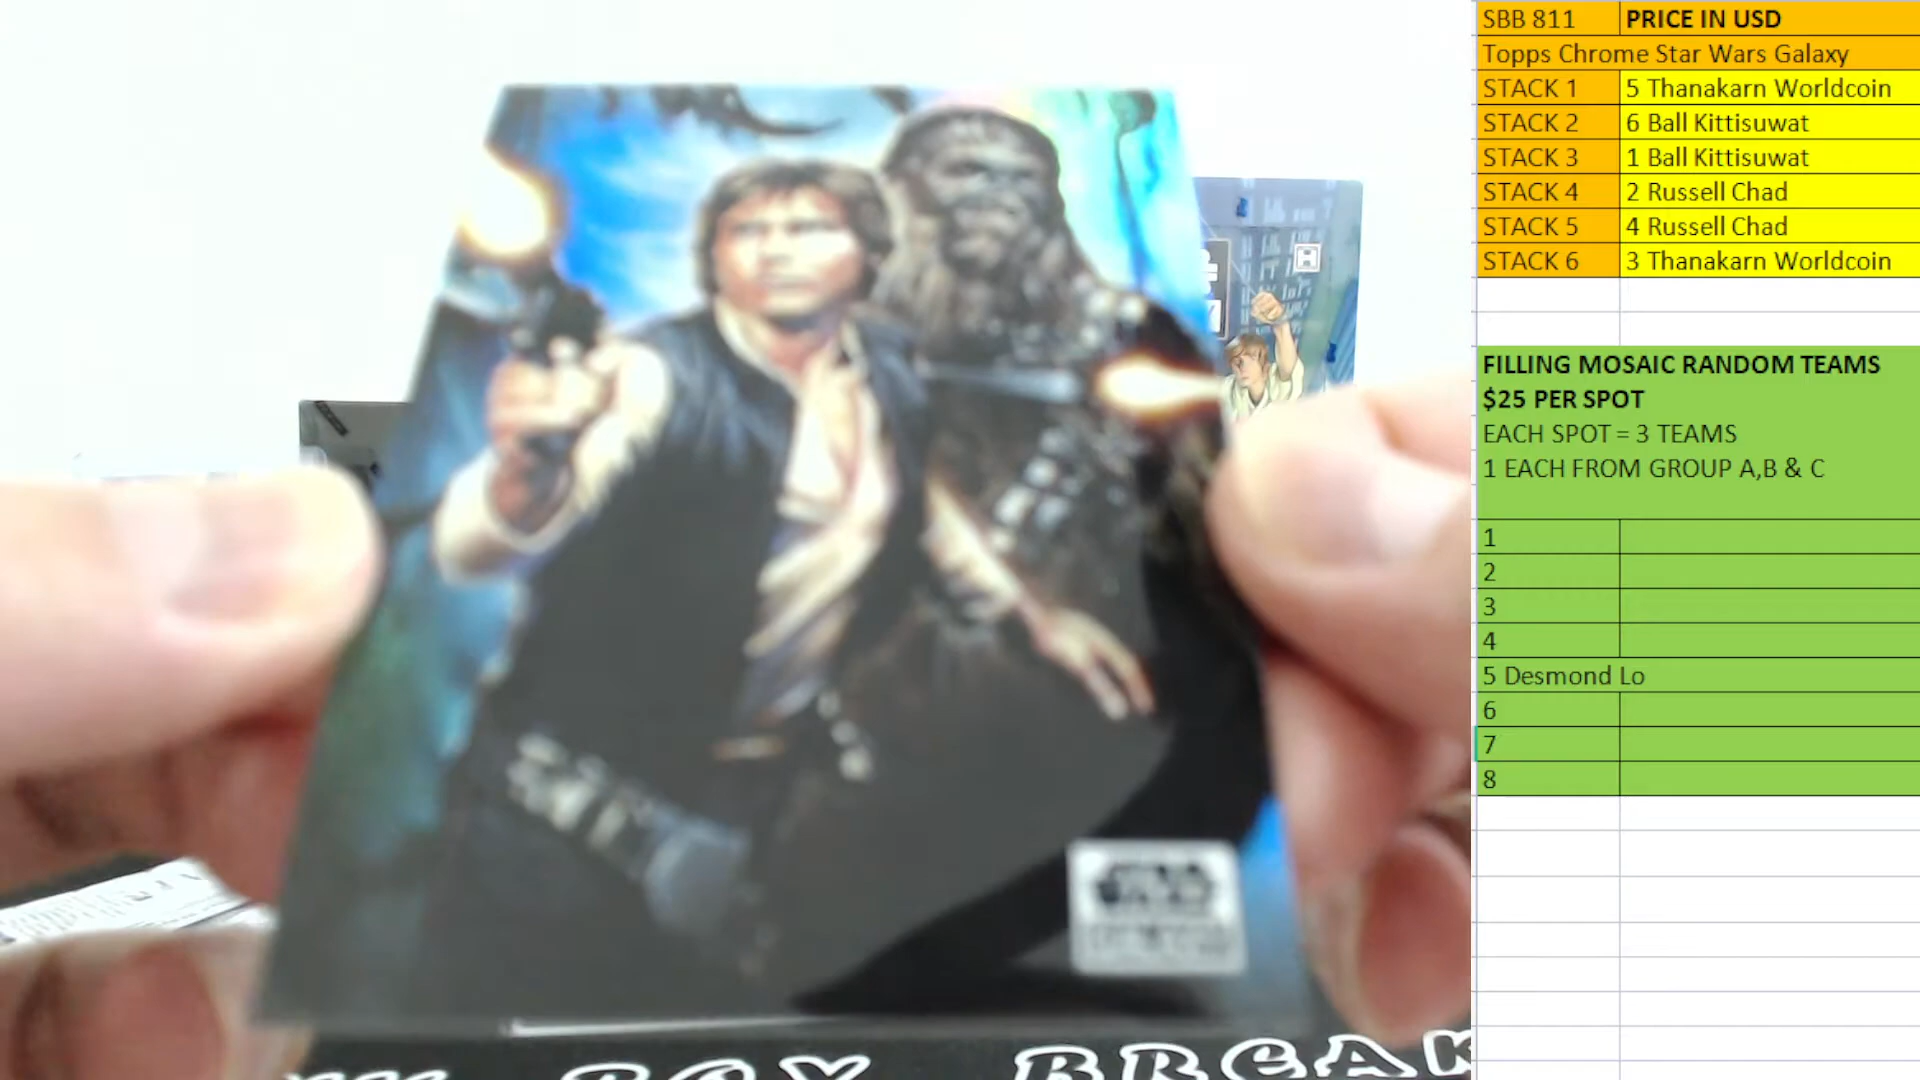 SBB 811 PRICE IN USD
Topps Chrome Star Wars Galaxy
STACK 1 5 Thanakarn Worldcoin
STACK 2 6 Ball Kittisuwat
STACK 3 1 Ball Kittisuwat
STACK 4 2 Russell Chad
STACK 5 4 Russell Chad
STACK 6 3 Thanakarn Worldcoin
FILLING MOSAIC RANDOM TEAMS
$25 PER SPOT
EACH SPOT = 3 TEAMS
1 EACH FROM GROUP A,B & C
1
2
3
4
5 Desmond Lo
6
7
8
STAR WARS
BOX BREAK